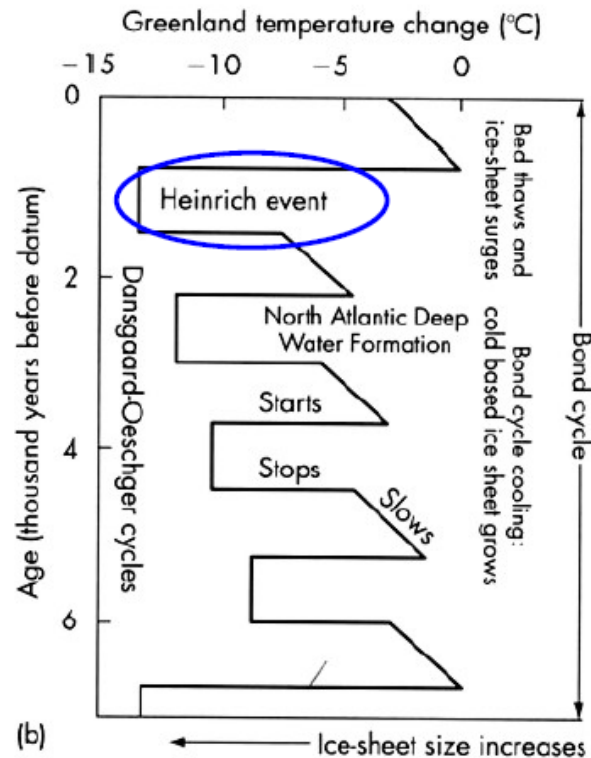 Greenland temperature change (°C)
−15 −10 −5 0
0
2
4
6
Age (thousand years before datum)
Dansgaard-Oeschger cycles
Heinrich event
North Atlantic Deep
Water Formation
Starts
Stops
Slows
Bed thaws and
ice-sheet surges
Bond cycle cooling:
cold based ice sheet grows
Bond cycle
(b)
Ice-sheet size increases